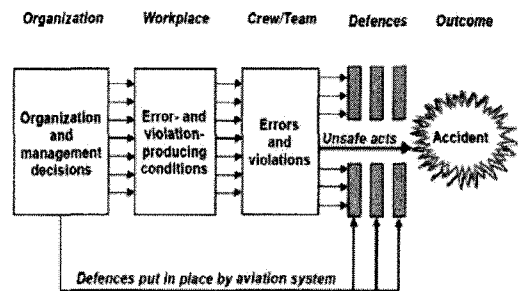 Organization Workplace Crew/Team Defences Outcome
Organization
and
management
decisions
Error- and
violation-
producing
conditions
Errors
and
violations
Unsafe acts
Accident
Defences put in place by aviation system